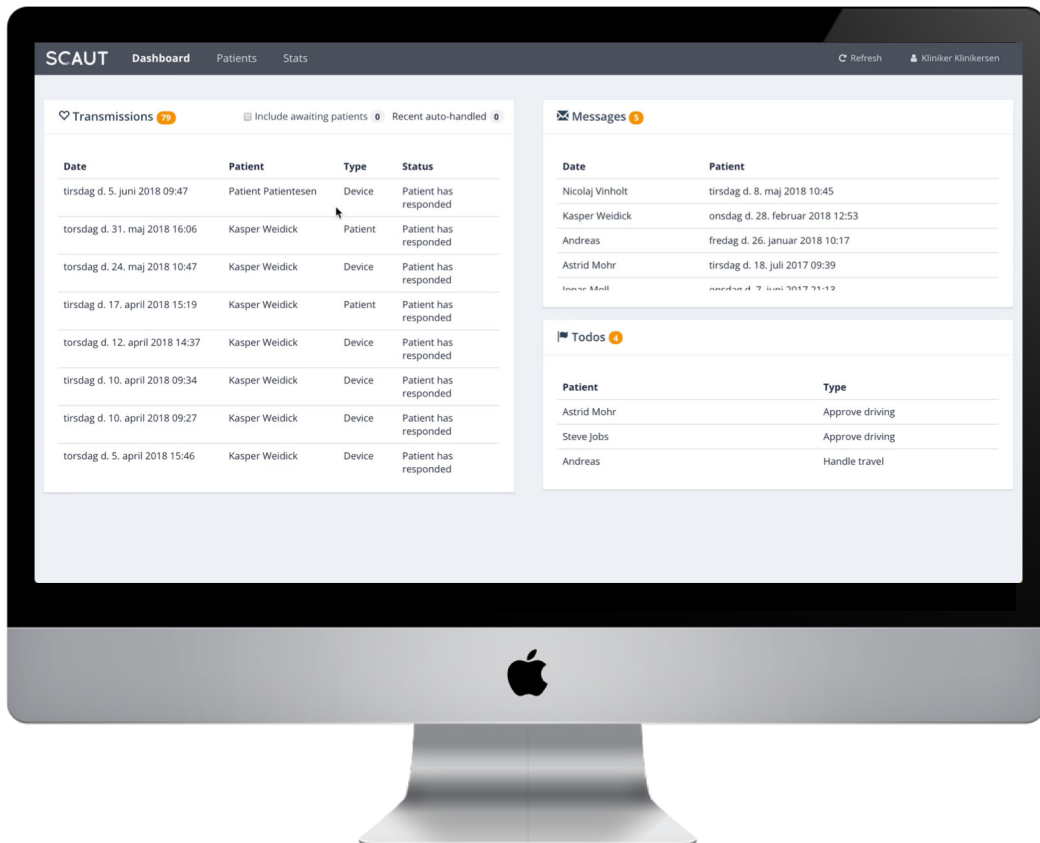 SCAUT Dashboard Patients Stats Refresh Kliniker Klinikersen
Transmissions 79 Include awaiting patients 0 Recent auto-handled 0
Date Patient Type Status
tirsdag d. 5. juni 2018 09:47 Patient Patientesen Device Patient has
responded
torsdag d. 31. maj 2018 16:06 Kasper Weidick Patient Patient has
responded
torsdag d. 24. maj 2018 10:47 Kasper Weidick Device Patient has
responded
tirsdag d. 17. april 2018 15:19 Kasper Weidick Patient Patient has
responded
torsdag d. 12. april 2018 14:37 Kasper Weidick Device Patient has
responded
tirsdag d. 10. april 2018 09:34 Kasper Weidick Device Patient has
responded
tirsdag d. 10. april 2018 09:27 Kasper Weidick Device Patient has
responded
torsdag d. 5. april 2018 15:46 Kasper Weidick Device Patient has
responded
Messages 5
Date Patient
Nicolaj Vinholt tirsdag d. 8. maj 2018 10:45
Kasper Weidick onsdag d. 28. februar 2018 12:53
Andreas fredag d. 26. januar 2018 10:17
Astrid Mohr tirsdag d. 18. juli 2017 09:39
Jonas Moll onsdag d. 7. juni 2017 21:13
Todos 4
Patient Type
Astrid Mohr Approve driving
Steve Jobs Approve driving
Andreas Handle travel